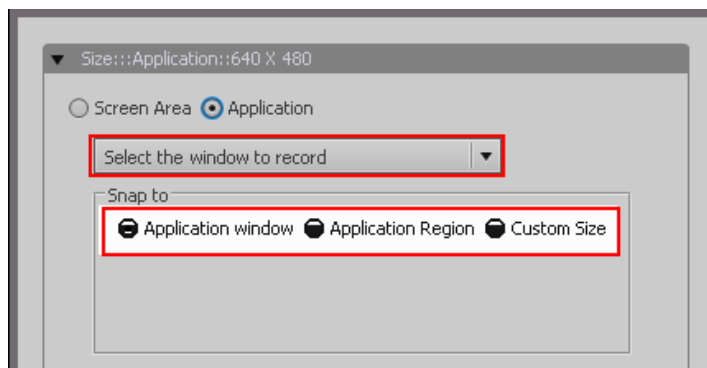 Size:::Application::640 X 480
Screen Area Application
Select the window to record
Snap to
Application window Application Region Custom Size